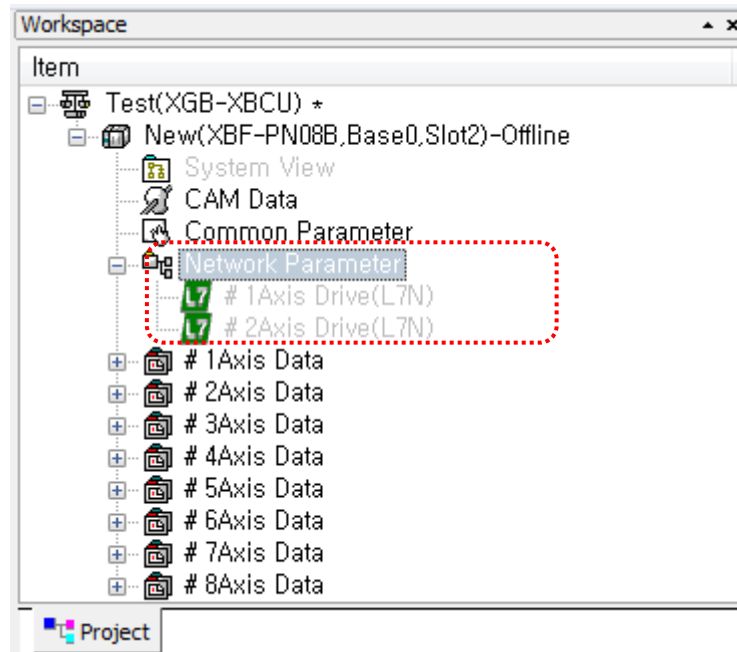 Workspace
Item
Test(XGB-XBCU) *
New(XBF-PN08B,Base0,Slot2)-Offline
System View
CAM Data
Common Parameter
Network Parameter
L7 # 1Axis Drive(L7N)
L7 # 2Axis Drive(L7N)
# 1Axis Data
# 2Axis Data
# 3Axis Data
# 4Axis Data
# 5Axis Data
# 6Axis Data
# 7Axis Data
# 8Axis Data
Project